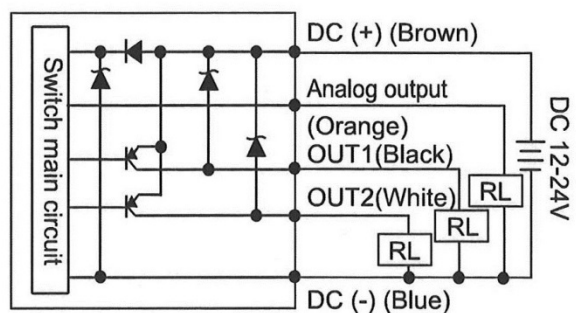 Switch main circuit
DC (+) (Brown)
Analog output
(Orange)
OUT1(Black)
OUT2(White)
RL
RL
RL
DC (-) (Blue)
DC 12-24V